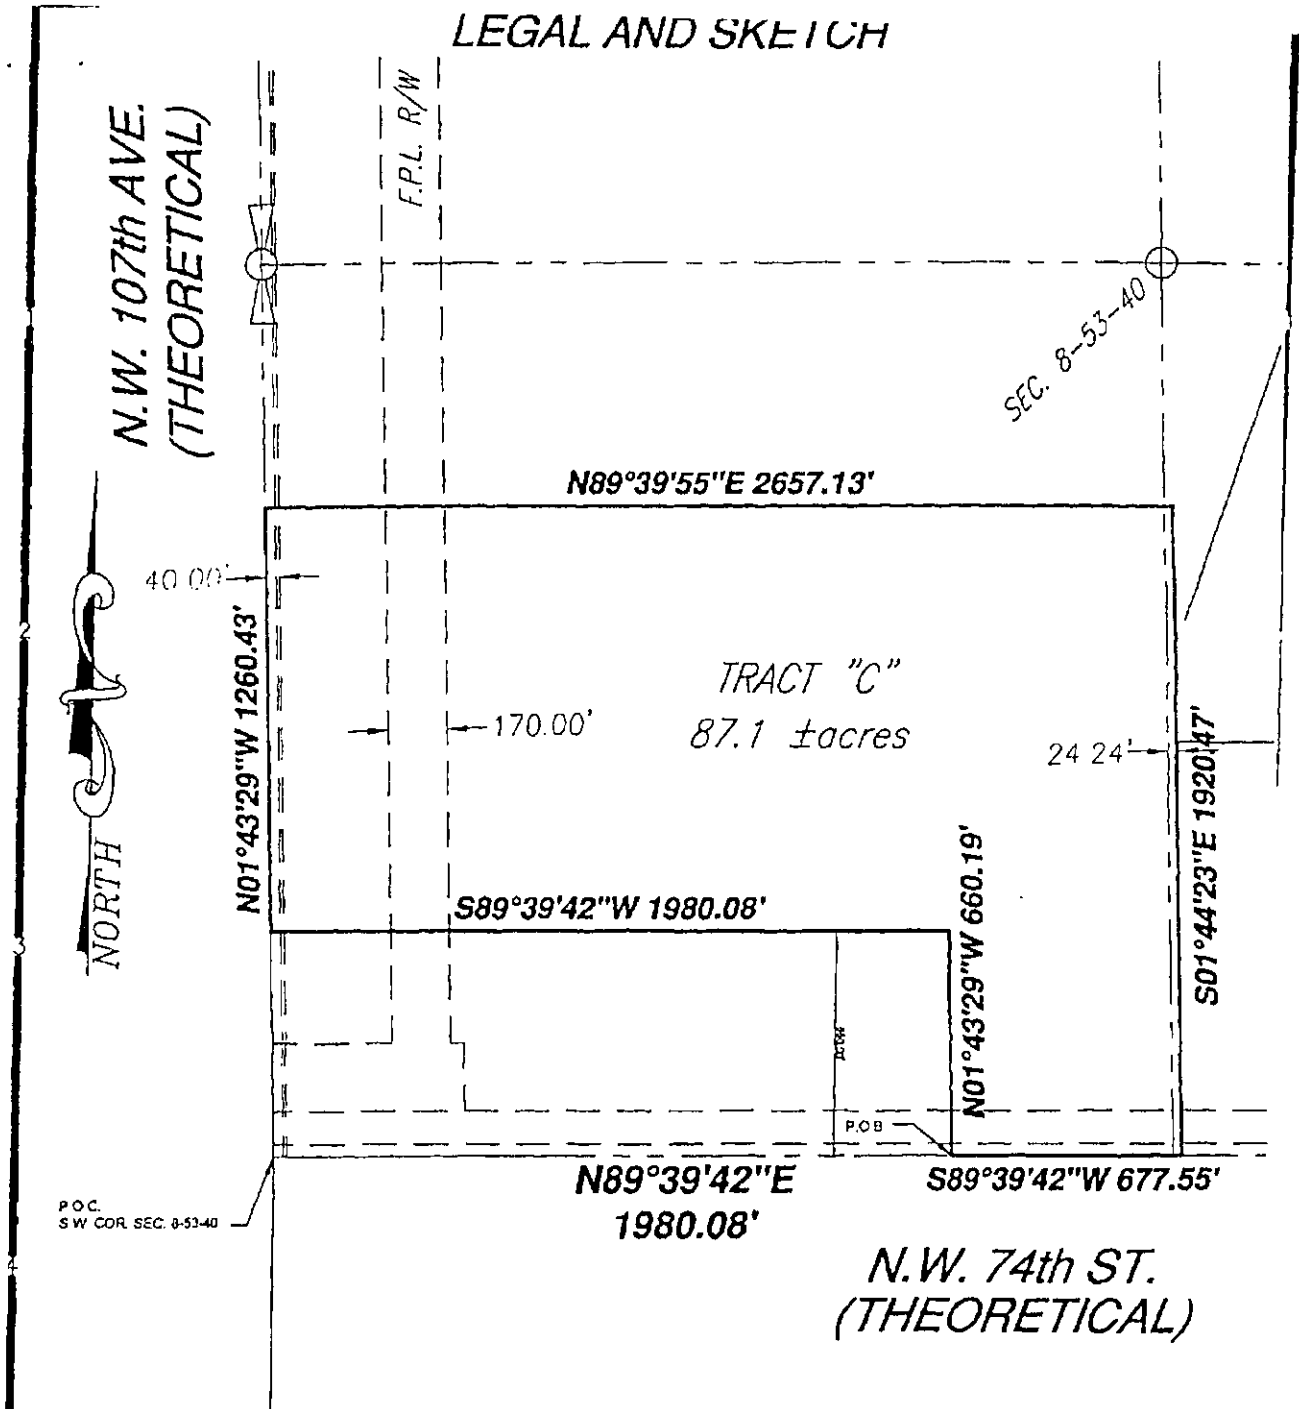 LEGAL AND SKETCH
N.W. 107th AVE.
(THEORETICAL)
F.P.L. R/W
SEC. 8-53-40
N89°39'55"E 2657.13'
40.00'
N01°43'29"W 1260.43'
TRACT "C"
87.1 ±acres
170.00'
24 24'
S01°44'23"E 1920.47'
NORTH
S89°39'42"W 1980.08'
N01°43'29"W 660.19'
P.O B
N89°39'42"E
1980.08'
S89°39'42"W 677.55'
P O C.
S W COR. SEC. 8-53-40
N.W. 74th ST.
(THEORETICAL)
2
3